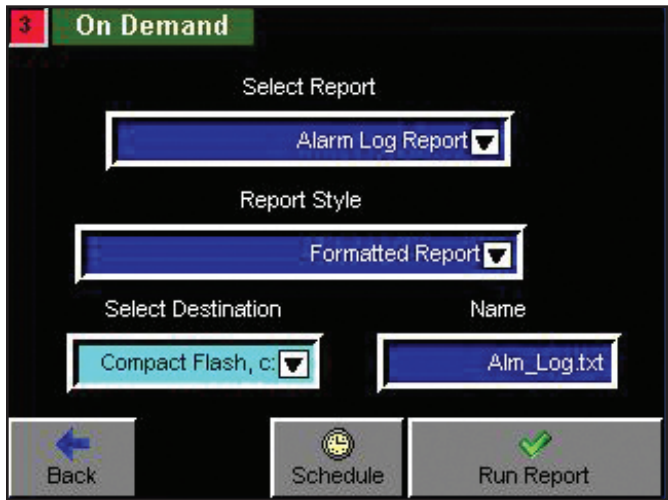 3 On Demand
Select Report
Alarm Log Report
Report Style
Formatted Report
Select Destination Name
Compact Flash, c: Alm_Log.txt
Back Schedule Run Report